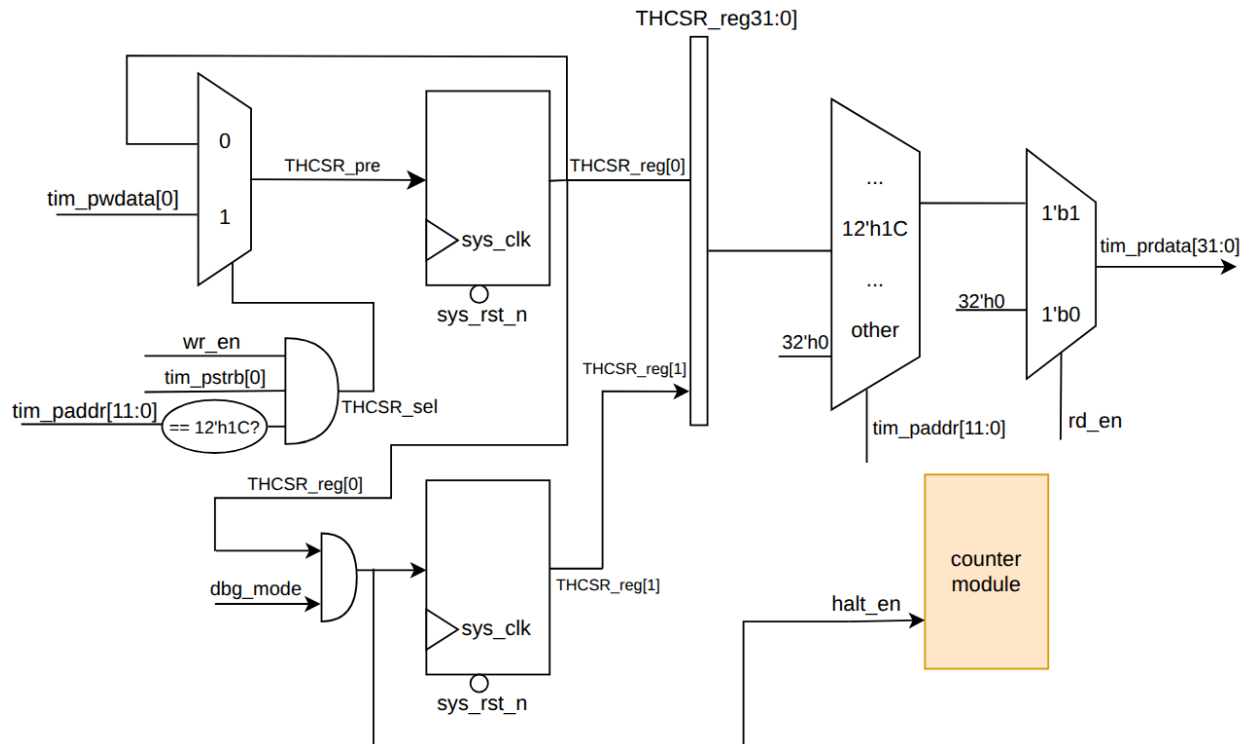 THCSR_reg31:0]
0
THCSR_pre
THCSR_reg[0]
...
tim_pwdata[0]
1
12'h1C
1'b1
tim_prdata[31:0]
sys_clk
...
32'h0
1'b0
sys_rst_n
other
32'h0
wr_en
THCSR_reg[1]
tim_pstrb[0]
THCSR_sel
tim_paddr[11:0]
== 12'h1C?
rd_en
tim_paddr[11:0]
THCSR_reg[0]
counter
module
dbg_mode
THCSR_reg[1]
halt_en
sys_clk
sys_rst_n